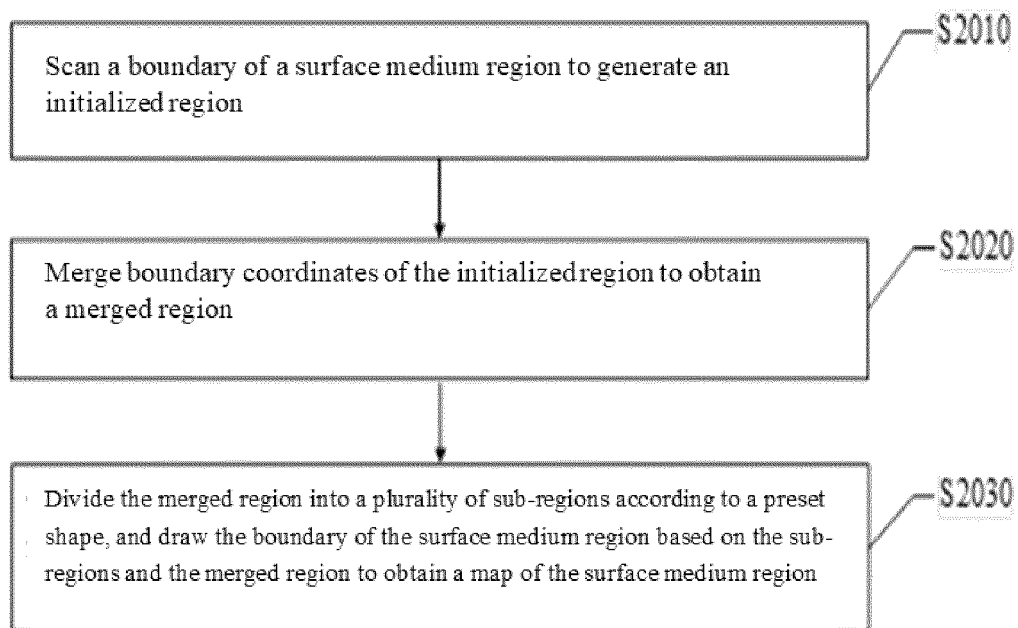 S2010
Scan a boundary of a surface medium region to generate an
initialized region
S2020
Merge boundary coordinates of the initialized region to obtain
a merged region
S2030
Divide the merged region into a plurality of sub-regions according to a preset
shape, and draw the boundary of the surface medium region based on the sub-
regions and the merged region to obtain a map of the surface medium region